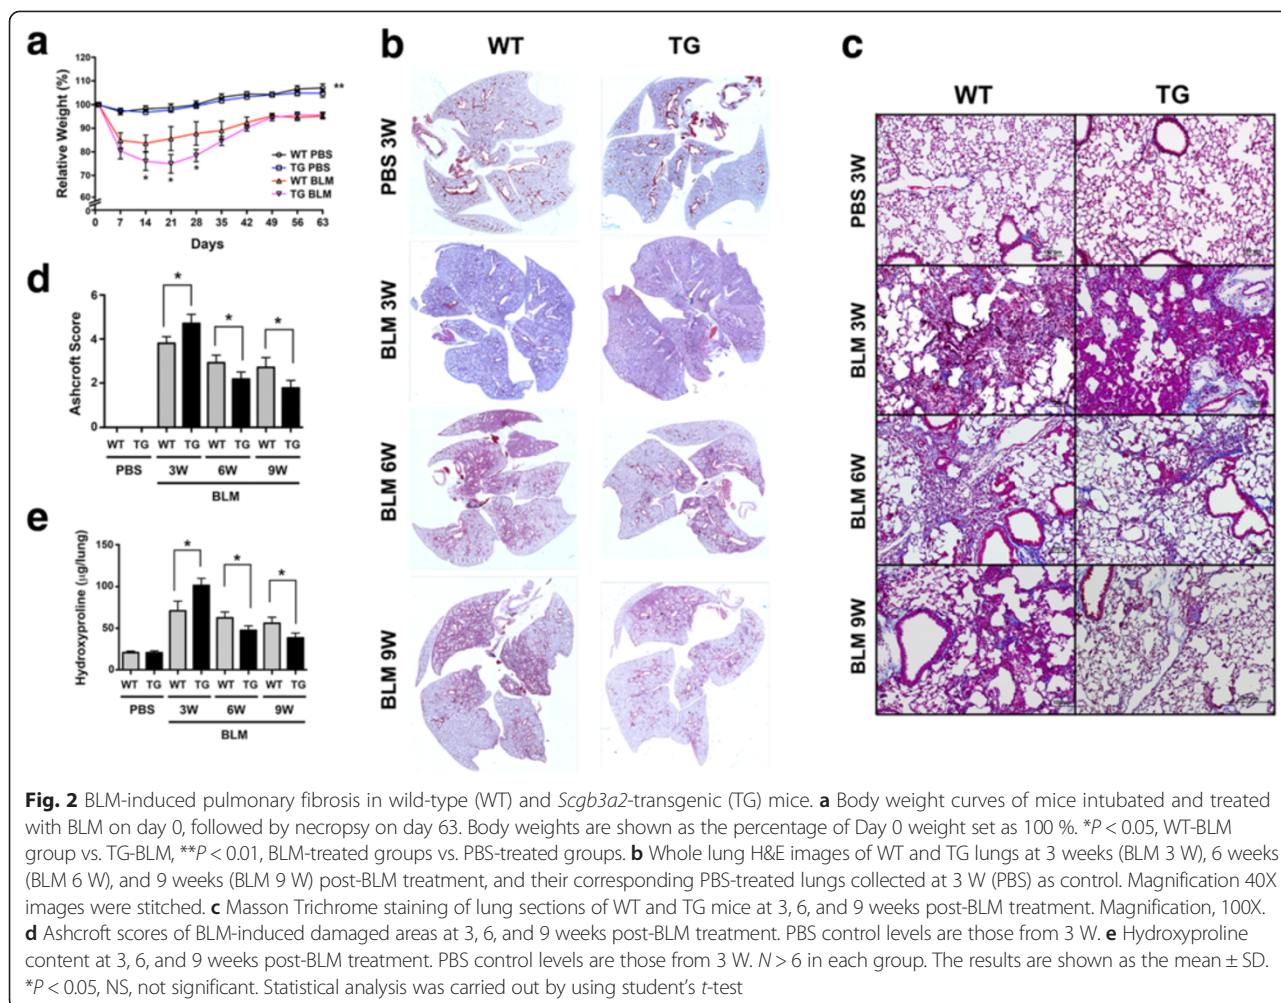 a
120
110
100
90
80
70
60
0
Relative Weight (%)
**
* * *
WT PBS
TG PBS
WT BLM
TG BLM
0 7 14 21 28 35 42 49 56 63
Days
b
WT TG
PBS 3W
BLM 3W
BLM 6W
BLM 9W
c
WT TG
PBS 3W
BLM 3W
BLM 6W
BLM 9W
d
6
4
2
0
Ashcroft Score
* * *
WT TG WT TG WT TG WT TG
PBS 3W 6W 9W
BLM
e
150
100
50
0
Hydroxyproline (µg/lung)
* * *
WT TG WT TG WT TG WT TG
PBS 3W 6W 9W
BLM
Fig. 2 BLM-induced pulmonary fibrosis in wild-type (WT) and Scgb3a2-transgenic (TG) mice. a Body weight curves of mice intubated and treated
with BLM on day 0, followed by necropsy on day 63. Body weights are shown as the percentage of Day 0 weight set as 100 %. *P < 0.05, WT-BLM
group vs. TG-BLM, **P < 0.01, BLM-treated groups vs. PBS-treated groups. b Whole lung H&E images of WT and TG lungs at 3 weeks (BLM 3 W), 6 weeks
(BLM 6 W), and 9 weeks (BLM 9 W) post-BLM treatment, and their corresponding PBS-treated lungs collected at 3 W (PBS) as control. Magnification 40X
images were stitched. c Masson Trichrome staining of lung sections of WT and TG mice at 3, 6, and 9 weeks post-BLM treatment. Magnification, 100X.
d Ashcroft scores of BLM-induced damaged areas at 3, 6, and 9 weeks post-BLM treatment. PBS control levels are those from 3 W. e Hydroxyproline
content at 3, 6, and 9 weeks post-BLM treatment. PBS control levels are those from 3 W. N > 6 in each group. The results are shown as the mean ± SD.
*P < 0.05, NS, not significant. Statistical analysis was carried out by using student's t-test